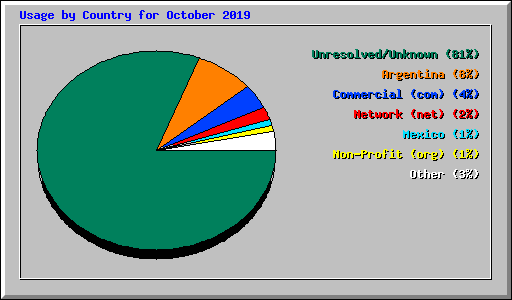 Usage by Country for October 2019
Unresolved/Unknown (81%)
Argentina (8%)
Commercial (com) (4%)
Network (net) (2%)
Mexico (1%)
Non-Profit (org) (1%)
Other (3%)